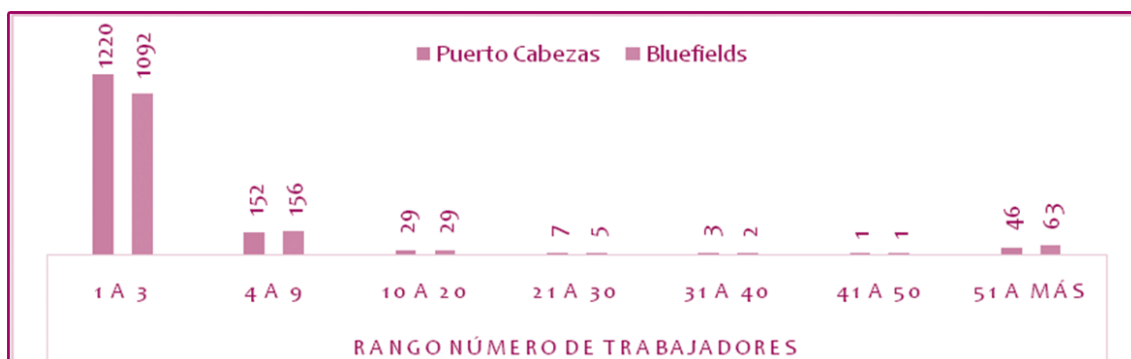 Puerto Cabezas Bluefields
1220 1092 152 156 29 29 7 5 3 2 1 1 46 63
1 A 3 4 A 9 10 A 20 21 A 30 31 A 40 41 A 50 51 A MÁS
RANGO NÚMERO DE TRABAJADORES